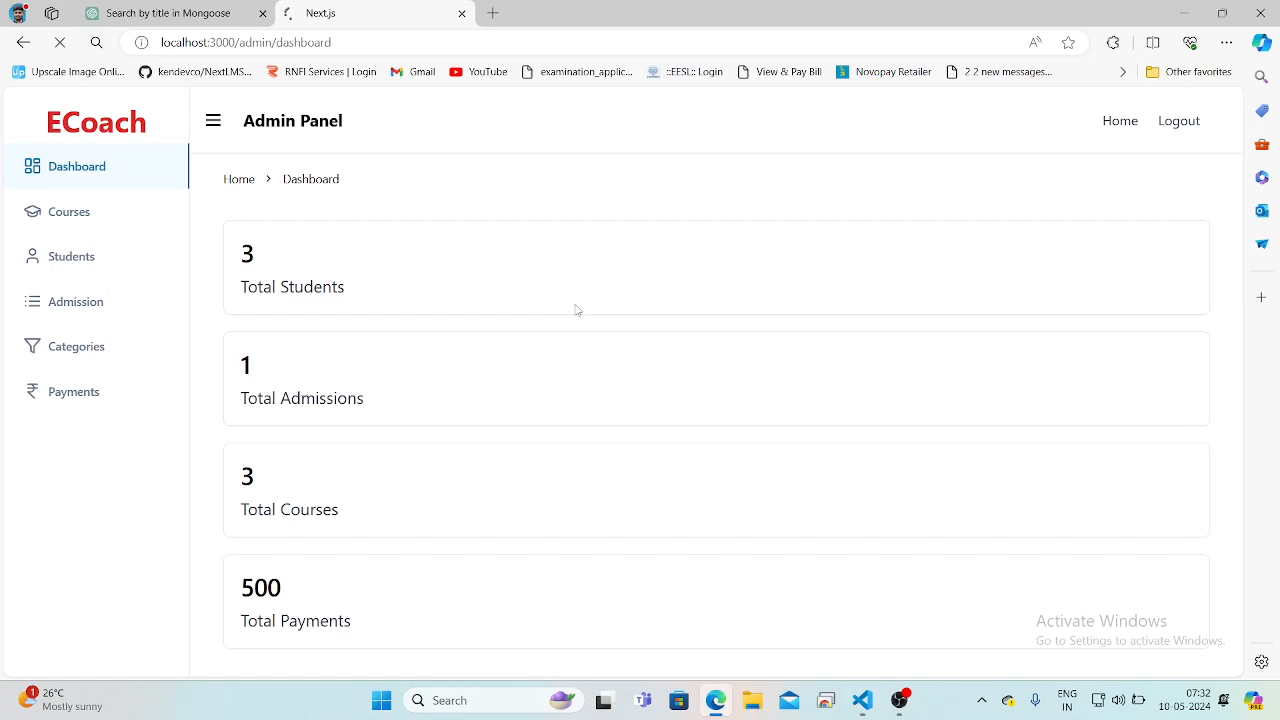 Search by title in Mongoose
Next.js
localhost:3000/admin/dashboard
Upscale Image Onli...
kendevco/NextLMS...
RNFI Services | Login
Gmail
YouTube
examination_applic...
::EESL:: Login
View & Pay Bill
Novopay Retailer
2 2 new messages...
Other favorites
ECoach
Admin Panel
Home
Logout
Dashboard
Courses
Students
Admission
Categories
Payments
Home > Dashboard
3
Total Students
1
Total Admissions
3
Total Courses
500
Total Payments
Activate Windows
Go to Settings to activate Windows.
1
26°C
Mostly sunny
Search
ENG
IN
07:32
10-05-2024